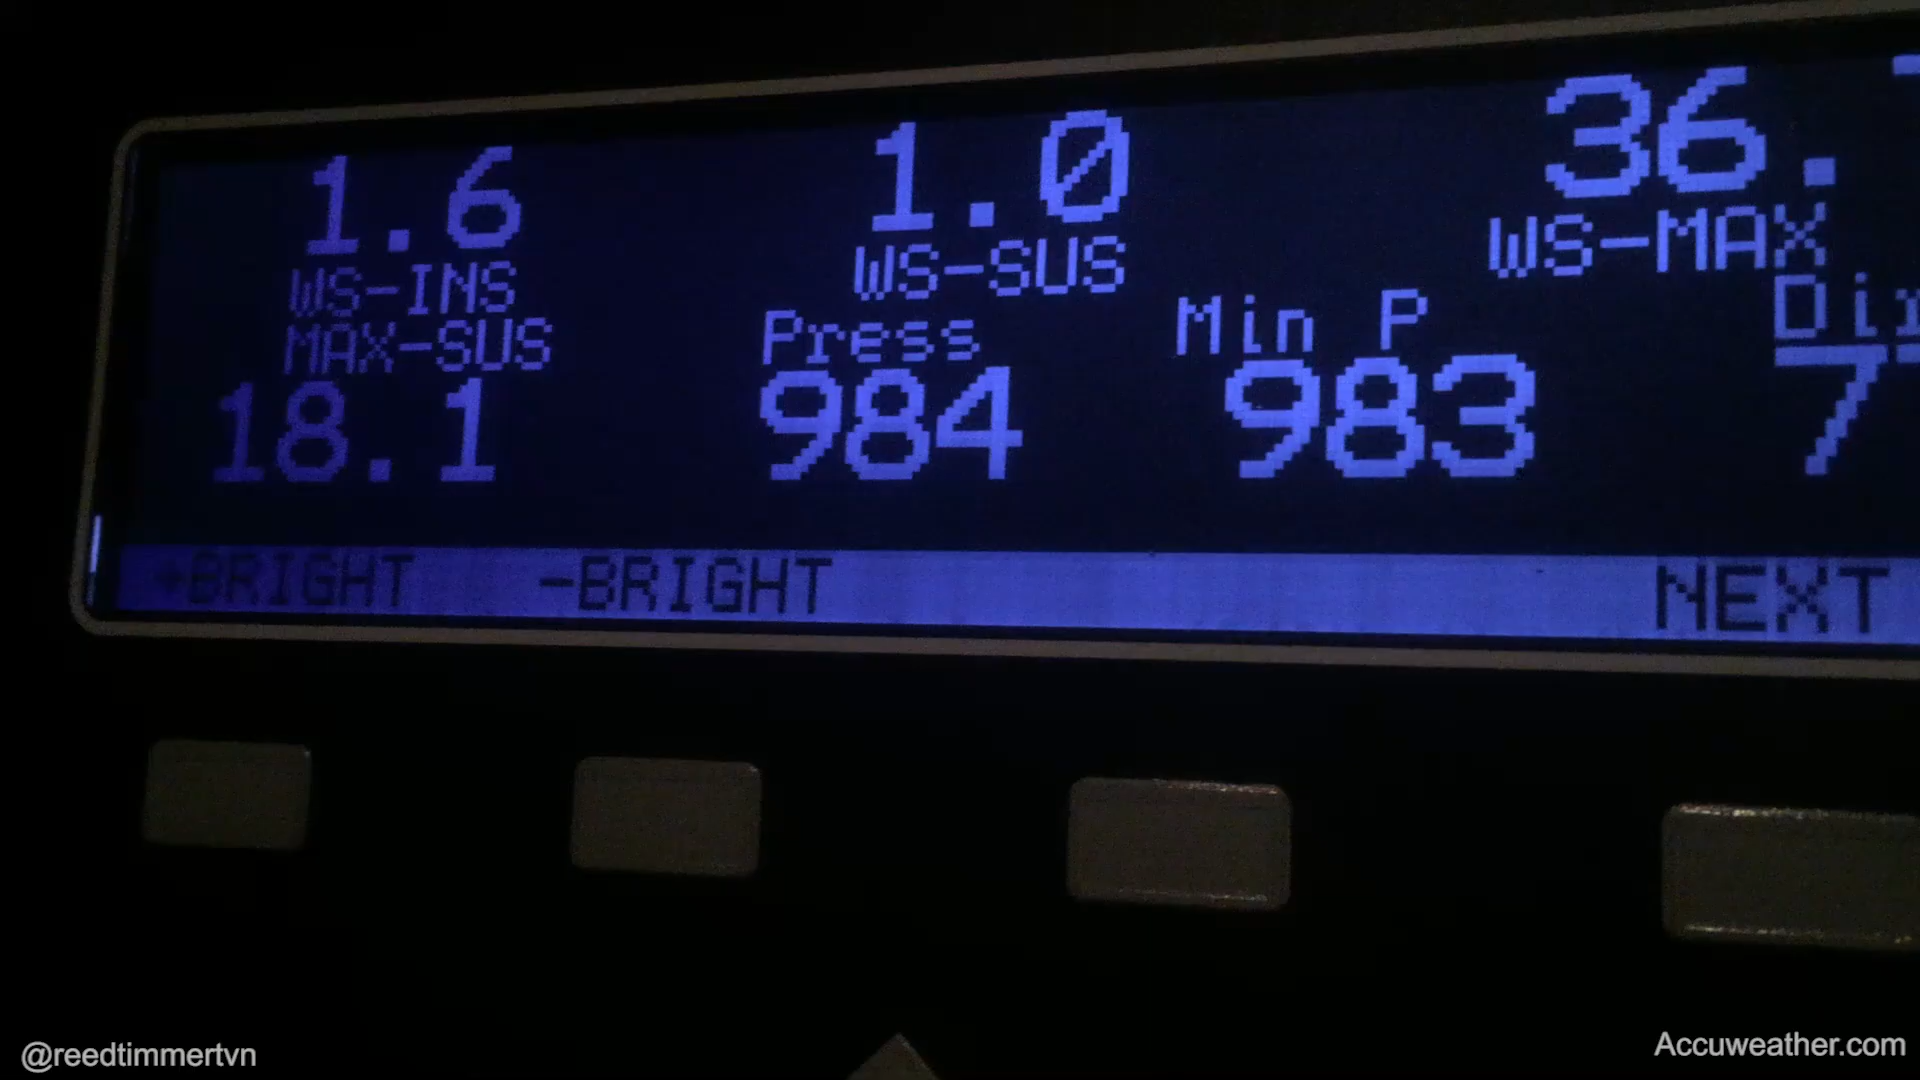 1.6 1.0 36.
WS-INS WS-SUS WS-MAX
MAX-SUS Press Min P
18.1 984 983
+BRIGHT -BRIGHT NEXT
@reedtimmertvn Accuweather.com